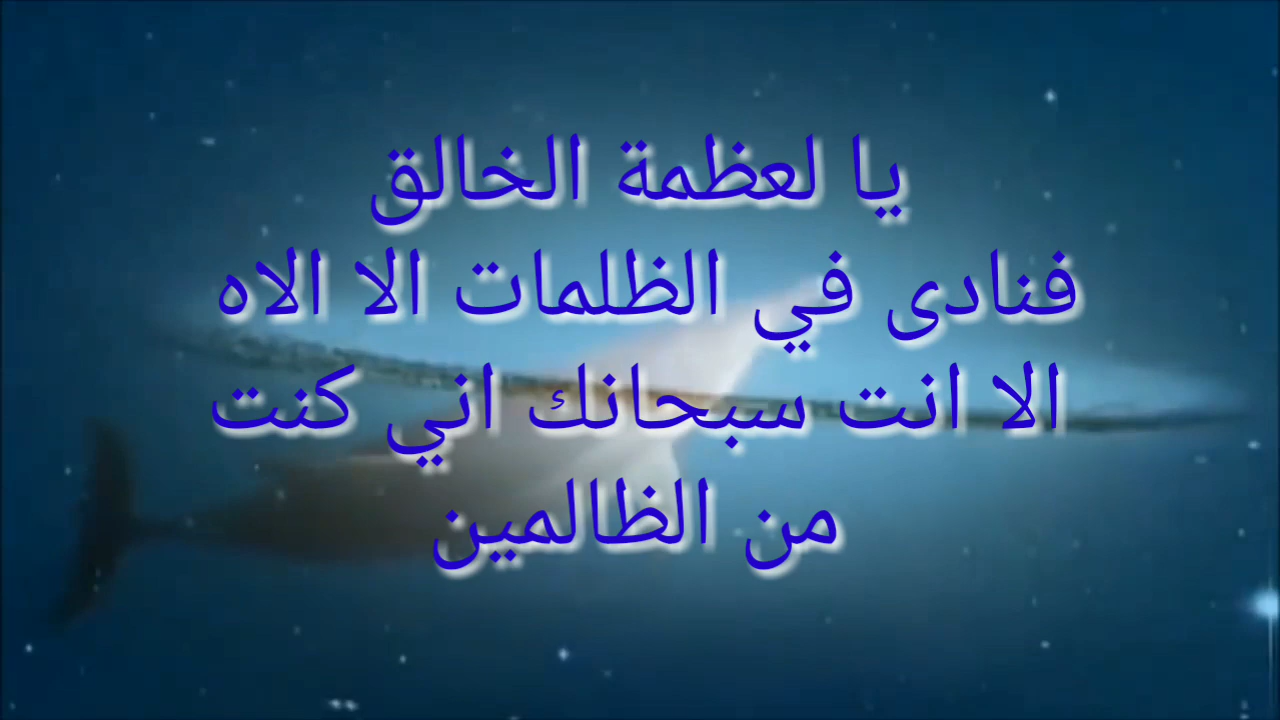 يا لعظمة الخالق
فنادى في الظلمات الا الاه
الا انت سبحانك اني كنت
من الظالمين